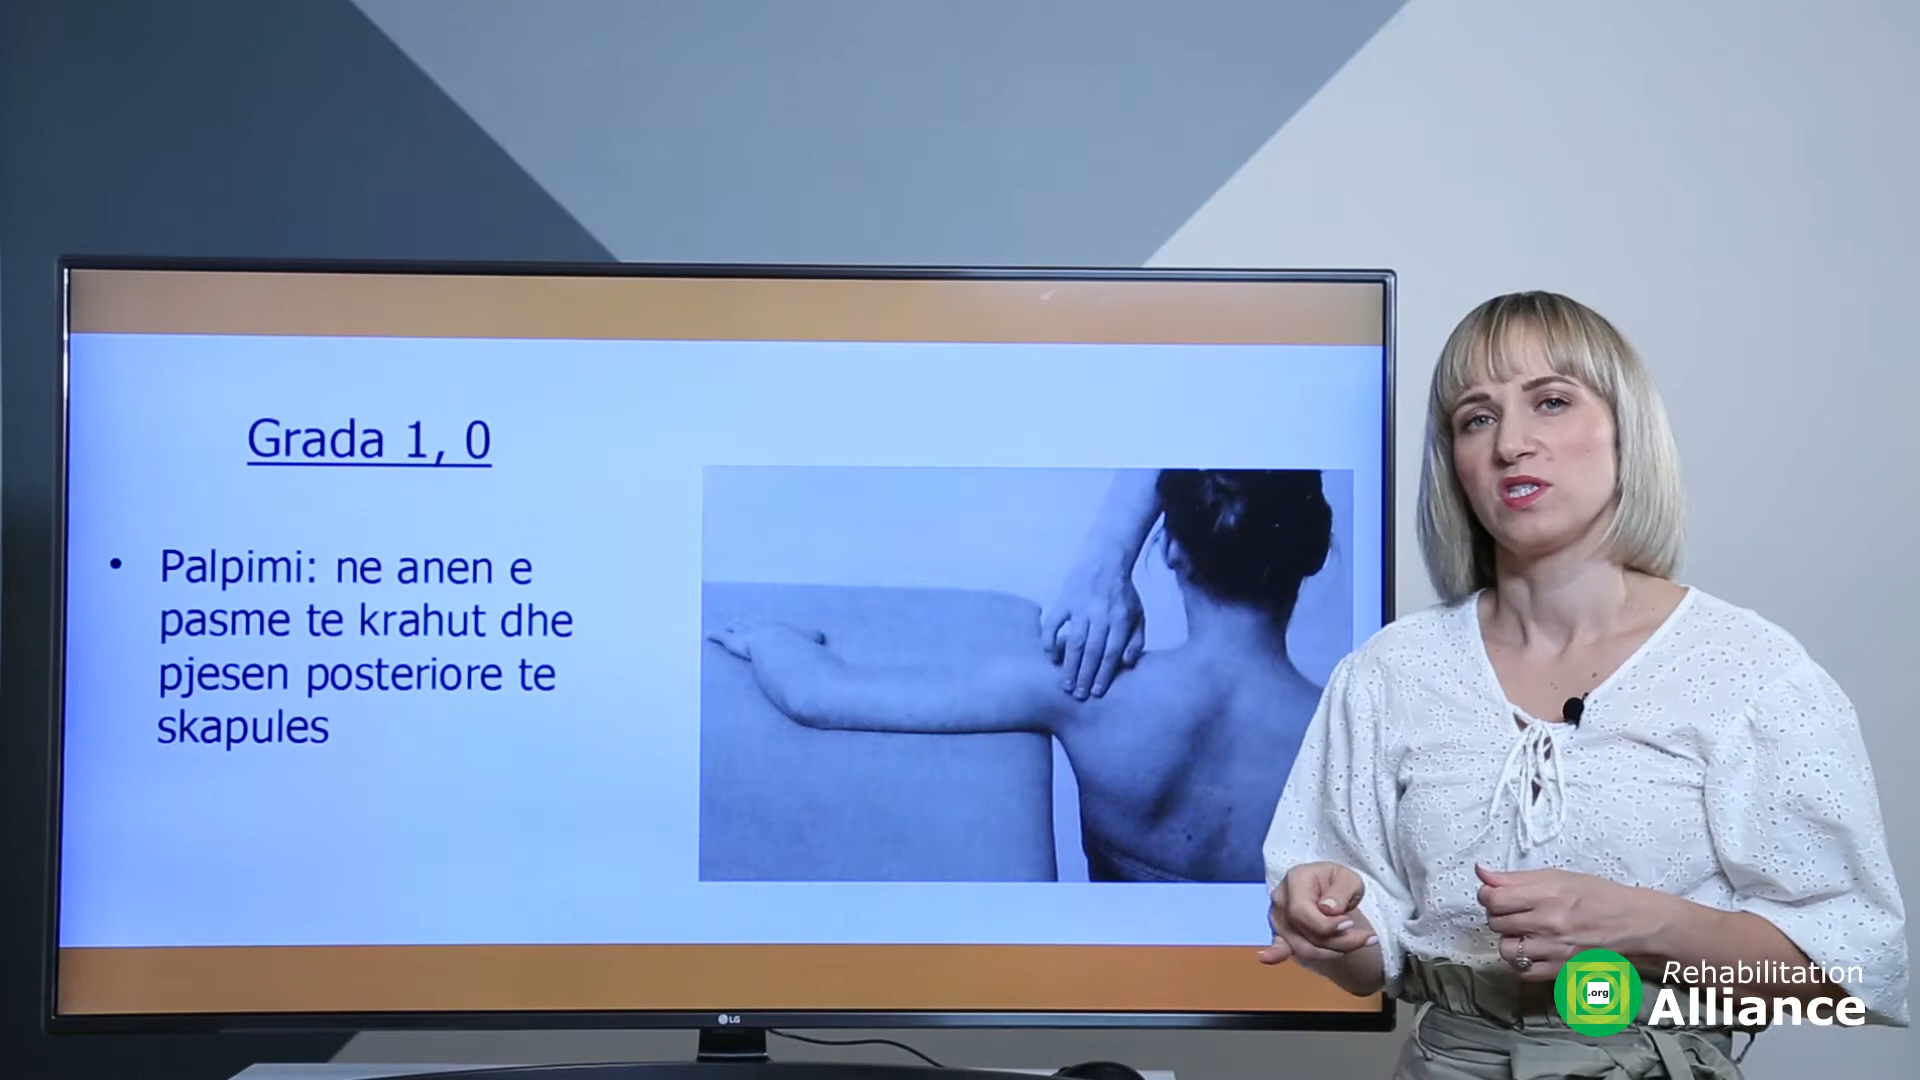 Grada 1, 0
• Palpimi: ne anen e
pasme te krahut dhe
pjesen posteriore te
skapules
LG
.org
Rehabilitation
Alliance